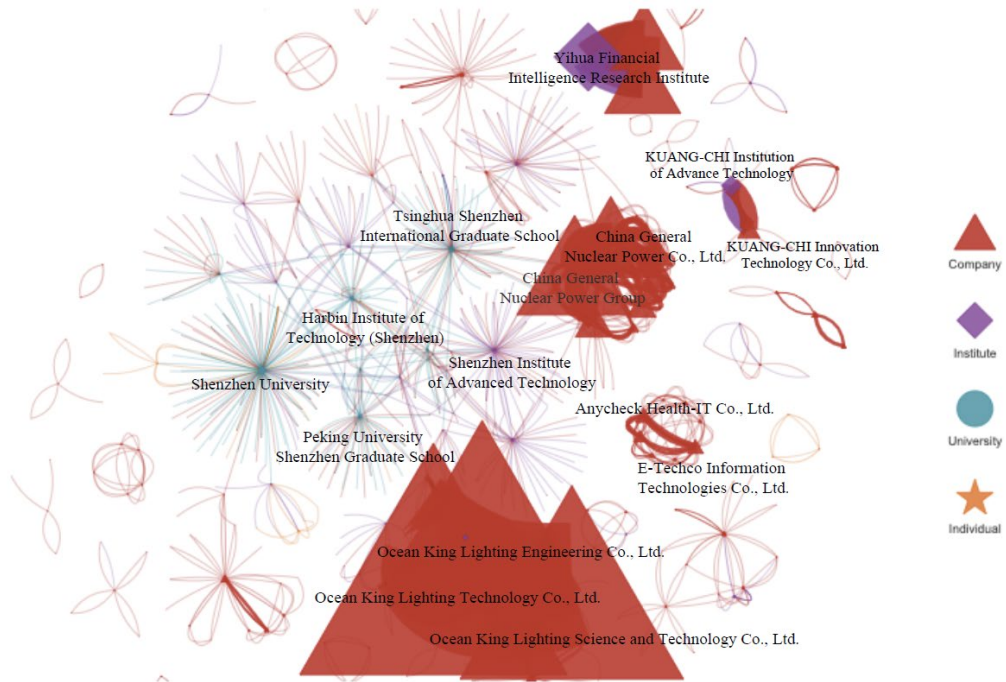 Yihua Financial
Intelligence Research Institute
KUANG-CHI Institution
of Advance Technology
KUANG-CHI Innovation
Technology Co., Ltd.
Tsinghua Shenzhen
International Graduate School
China General
Nuclear Power Co., Ltd.
China General
Nuclear Power Group
Harbin Institute of
Technology (Shenzhen)
Shenzhen University
Shenzhen Institute
of Advanced Technology
Peking University
Shenzhen Graduate School
Anycheck Health-IT Co., Ltd.
E-Techco Information
Technologies Co., Ltd.
Ocean King Lighting Engineering Co., Ltd.
Ocean King Lighting Technology Co., Ltd.
Ocean King Lighting Science and Technology Co., Ltd.
Company
Institute
University
Individual